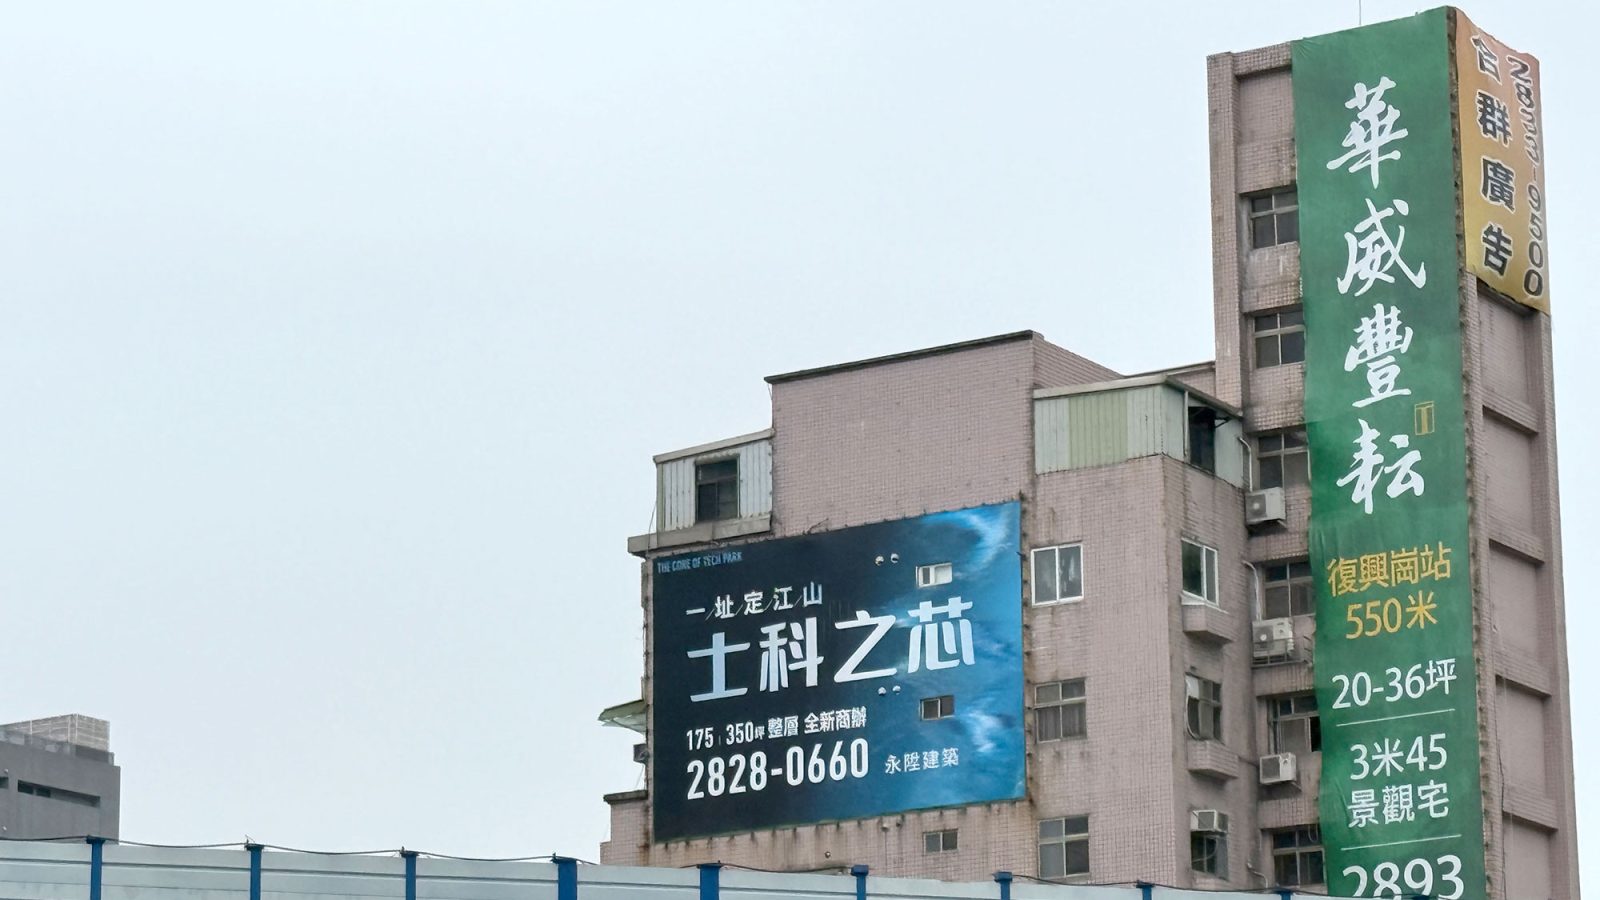 THE CORE OF TECH PARK
一址定江山
士科之芯
175 | 350坪 整層 全新商辦
2828-0660 永陞建築
華威豐耘
復興崗站
550米
20-36坪
3米45
景觀宅
2893
合群廣告
2833-9500